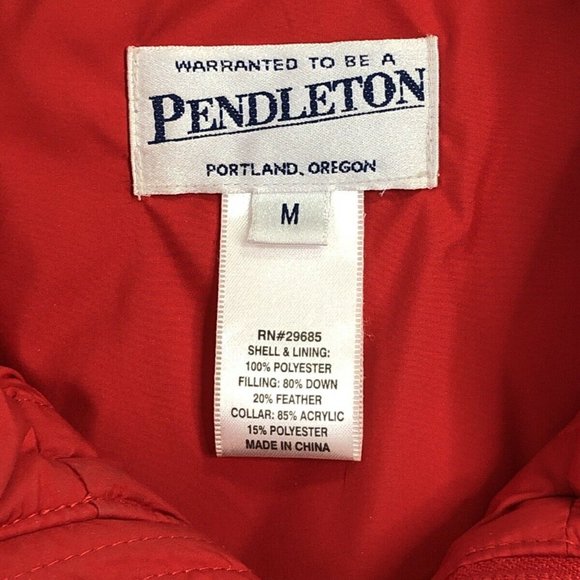 WARRANTED TO BE A
PENDLETON
PORTLAND, OREGON
M
RN#29685
SHELL & LINING:
100% POLYESTER
FILLING: 80% DOWN
20% FEATHER
COLLAR: 85% ACRYLIC
15% POLYESTER
MADE IN CHINA